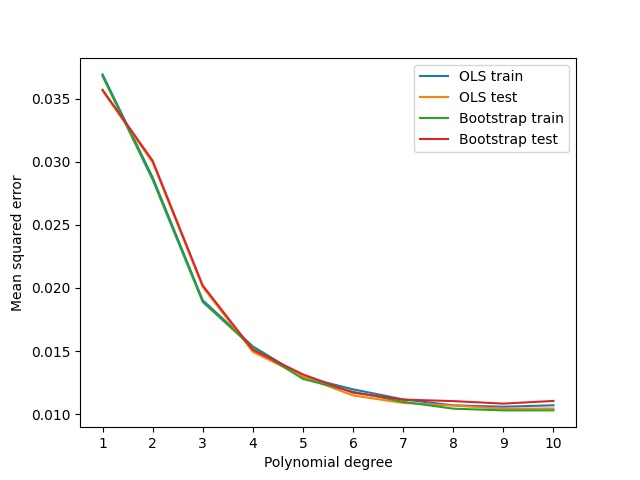 OLS train
OLS test
Bootstrap train
Bootstrap test
Mean squared error
0.035
0.030
0.025
0.020
0.015
0.010
1 2 3 4 5 6 7 8 9 10
Polynomial degree